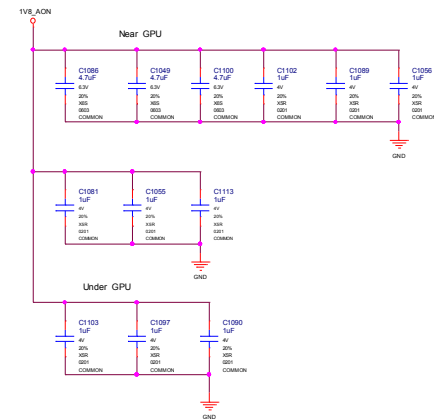 1V8_AON
Near GPU
C1086 C1049 C1100 C1102 C1089 C1056
4.7uF 4.7uF 4.7uF 1uF 1uF 1uF
6.3V 6.3V 6.3V 4V 4V 4V
20% 20% 20% 20% 20% 20%
X6S X6S X6S X5R X5R X5R
0603 0603 0603 0201 0201 0201
COMMON COMMON COMMON COMMON COMMON COMMON
GND
C1081 C1055 C1113
1uF 1uF 1uF
4V 4V 4V
20% 20% 20%
X5R X5R X5R
0201 0201 0201
COMMON COMMON COMMON
GND
Under GPU
C1103 C1097 C1090
1uF 1uF 1uF
4V 4V 4V
20% 20% 20%
X5R X5R X5R
0201 0201 0201
COMMON COMMON COMMON
GND